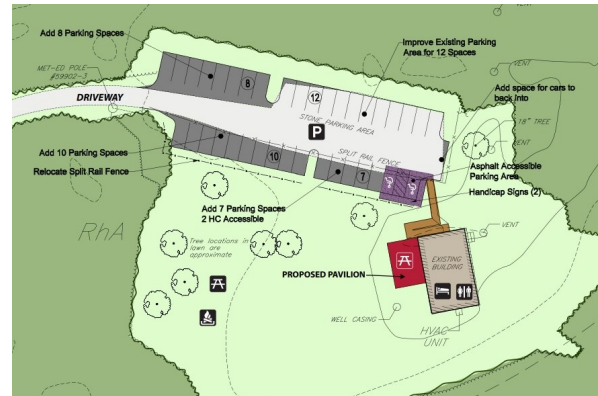 Add 8 Parking Spaces
Improve Existing Parking
Area for 12 Spaces
MET-ED POLE
#59902-3
VENT
8
Add space for cars to
back into
DRIVEWAY
12
STONE PARKING AREA
18" TREE
P
VENT
Add 10 Parking Spaces
10
SPLIT RAIL FENCE
Asphalt Accessible
Parking Area
Relocate Split Rail Fence
7
Handicap Signs (2)
Add 7 Parking Spaces
2 HC Accessible
RhA
VENT
Tree locations in
lawn are
approximate
PROPOSED PAVILION
EXISTING
BUILDING
WELL CASING
HVAC
UNIT